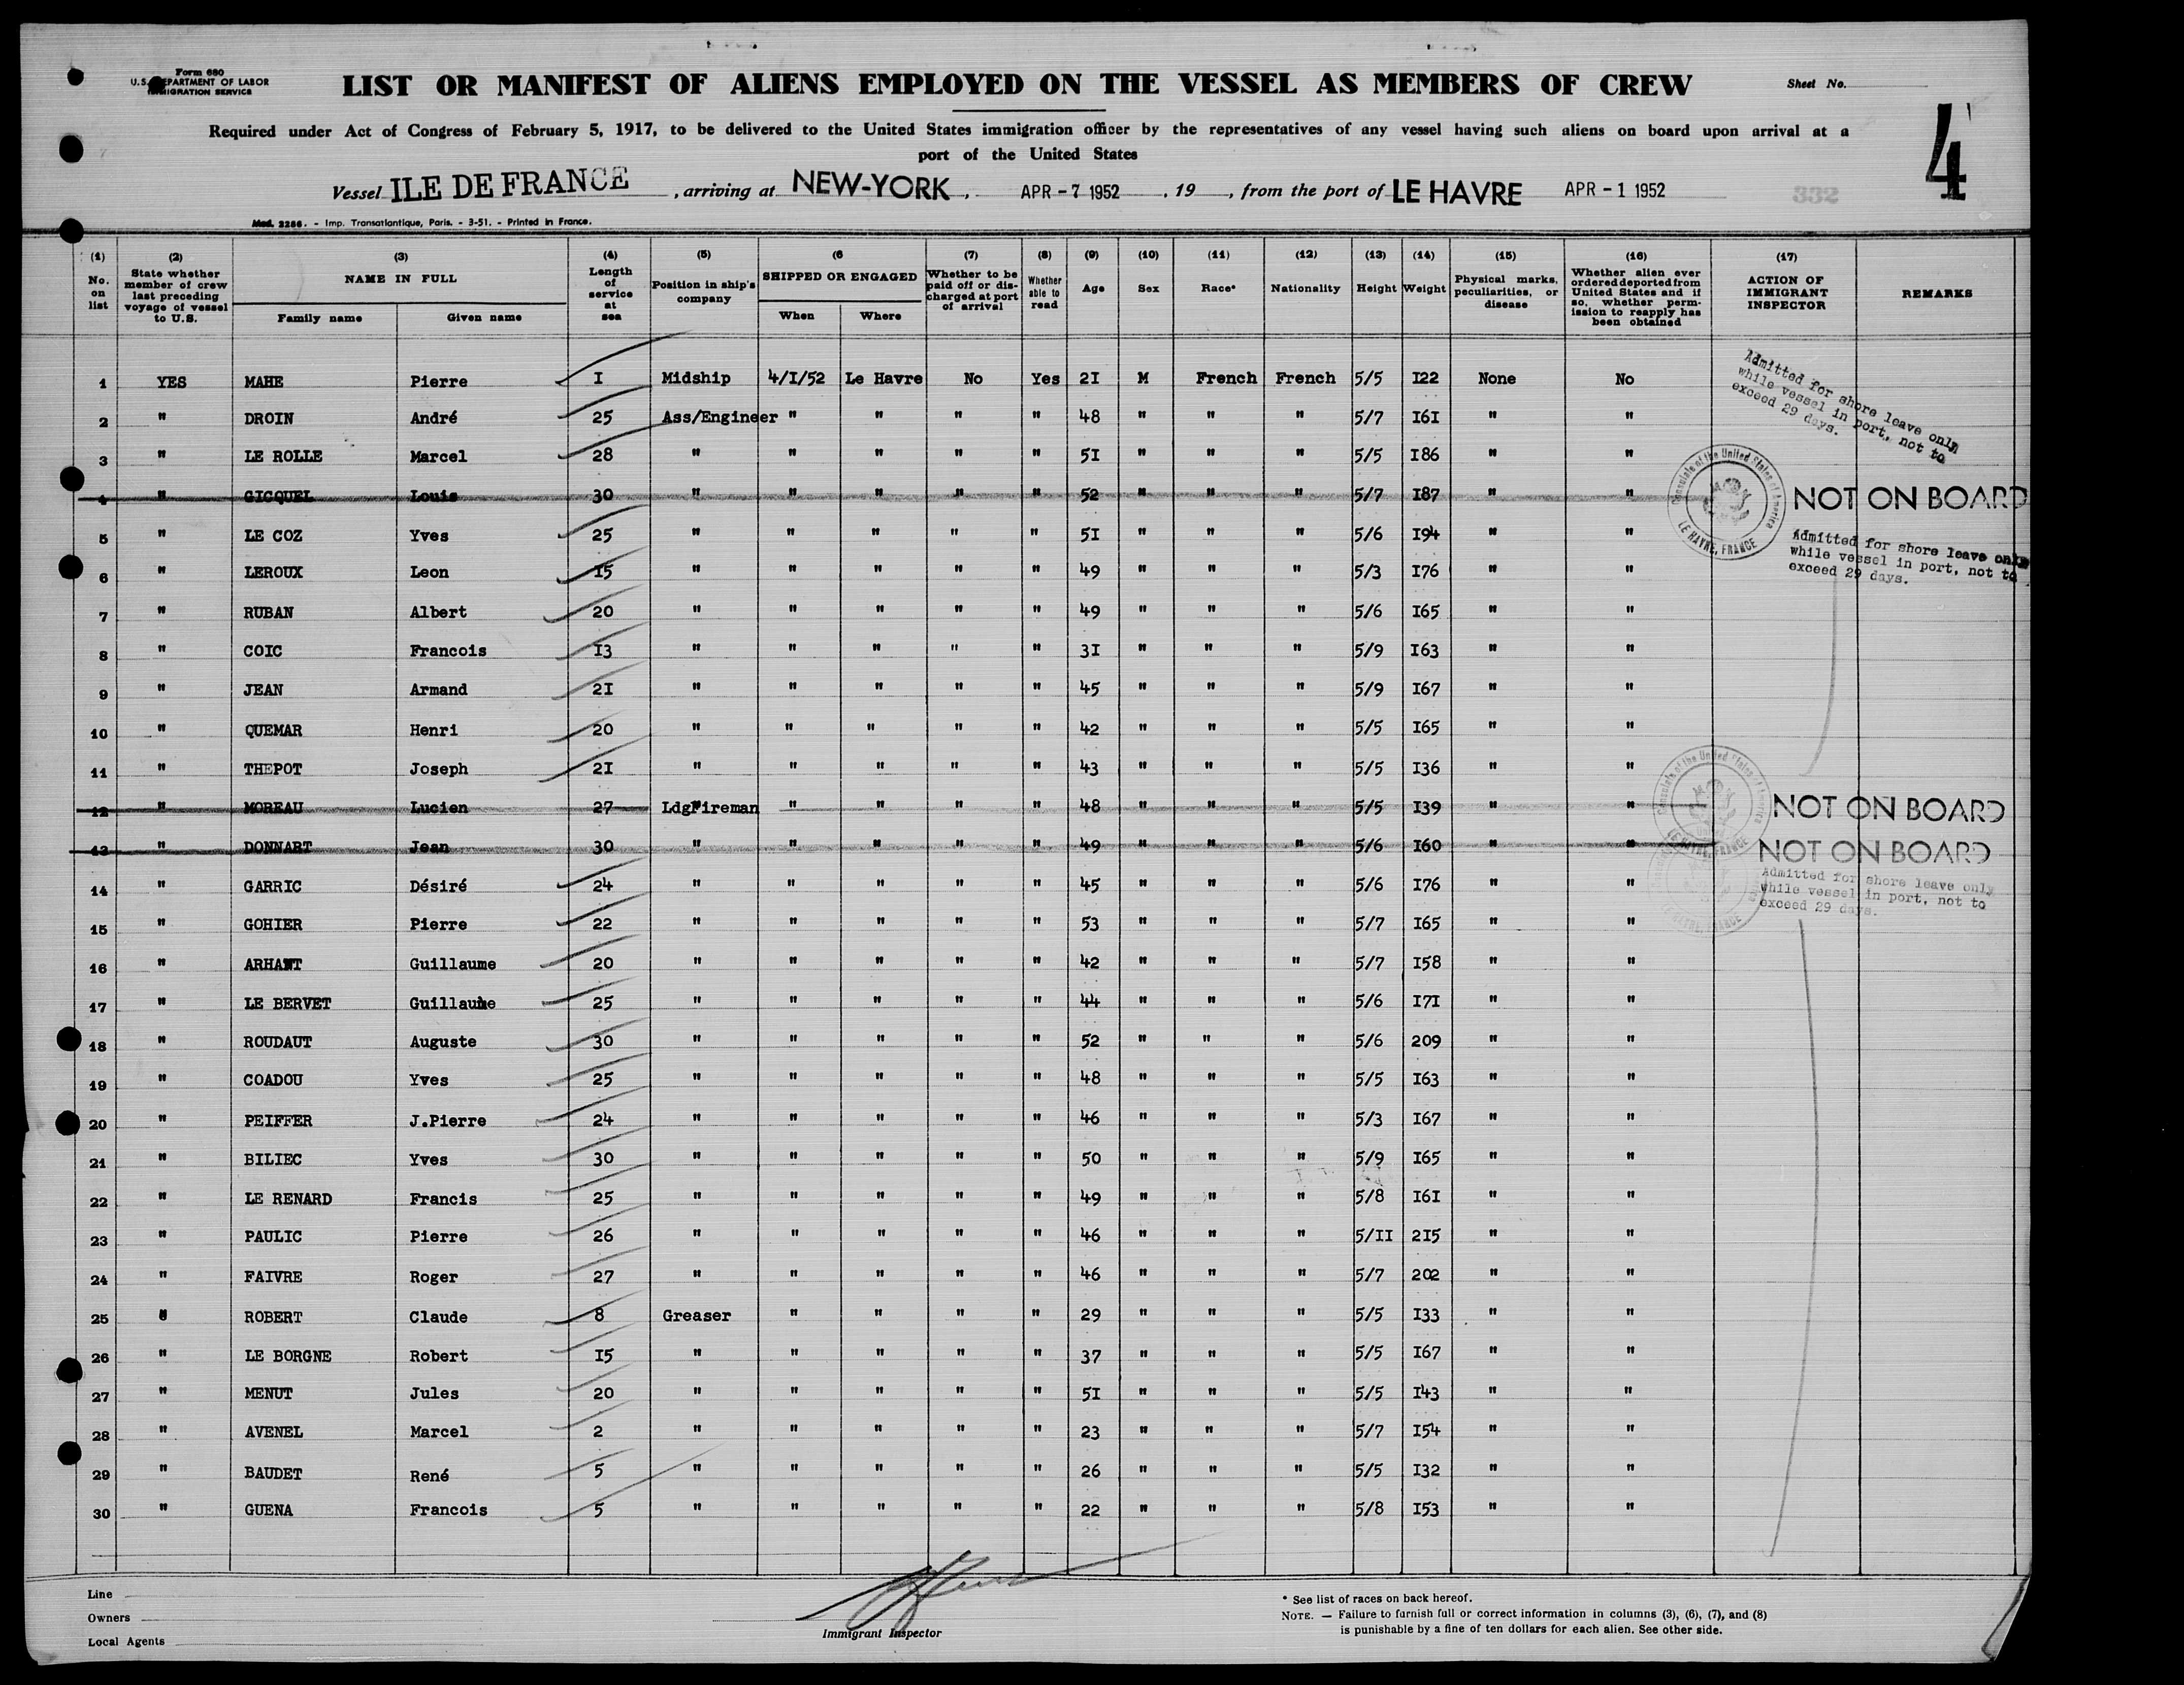 Form 680
U.S. DEPARTMENT OF LABOR
IMMIGRATION SERVICE
LIST OR MANIFEST OF ALIENS EMPLOYED ON THE VESSEL AS MEMBERS OF CREW
Sheet No.
4
Required under Act of Congress of February 5, 1917, to be delivered to the United States immigration officer by the representatives of any vessel having such aliens on board upon arrival at a
port of the United States
Vessel ILE DE FRANCE, arriving at NEW-YORK, APR -7 1952, 19 , from the port of LE HAVRE APR -1 1952
332
Mod. 3286. - Imp. Transatlantique, Paris. - 3-51. - Printed in France.
(1) No. on list
(2) State whether member of crew last preceding voyage of vessel to U.S.
(3) NAME IN FULL Family name Given name
(4) Length of service at sea
(5) Position in ship's company
(6 SHIPPED OR ENGAGED When Where
(7) Whether to be paid off or discharged at port of arrival
(8) Whether able to read
(9) Age
(10) Sex
(11) Race*
(12) Nationality
(13) Height
(14) Weight
(15) Physical marks, peculiarities, or disease
(16) Whether alien ever ordered deported from United States and if so, whether permission to reapply has been obtained
(17) ACTION OF IMMIGRANT INSPECTOR
REMARKS
1 YES MAHE Pierre I Midship 4/I/52 Le Havre No Yes 2I M French French 5/5 I22 None No
Admitted for shore leave only
while vessel in port, not to
exceed 29 days.
2 " DROIN André 25 Ass/Engineer " " " " 48 " " " 5/7 I6I " "
3 " LE ROLLE Marcel 28 " " " " " 5I " " " 5/5 I86 " "
4 " GICQUEL Louis 30 " " " " " 52 " " " 5/7 I87 " " NOT ON BOARD
Consulate of the United States of America
LE HAVRE, FRANCE
5 " LE COZ Yves 25 " " " " " 5I " " " 5/6 I94 " "
Admitted for shore leave only
while vessel in port, not to
exceed 29 days.
6 " LEROUX Leon I5 " " " " " 49 " " " 5/3 I76 " "
7 " RUBAN Albert 20 " " " " " 49 " " " 5/6 I65 " "
8 " COIC Francois I3 " " " " " 3I " " " 5/9 I63 " "
9 " JEAN Armand 2I " " " " " 45 " " " 5/9 I67 " "
10 " QUEMAR Henri 20 " " " " " 42 " " " 5/5 I65 " "
11 " THEPOT Joseph 2I " " " " " 43 " " " 5/5 I36 " "
12 " MOREAU Lucien 27 LdgFireman " " " " 48 " " " 5/5 I39 " " NOT ON BOARD
13 " DONNART Jean 30 " " " " " 49 " " " 5/6 I60 " " NOT ON BOARD
14 " GARRIC Désiré 24 " " " " " 45 " " " 5/6 I76 " "
Admitted for shore leave only
while vessel in port, not to
exceed 29 days.
15 " GOHIER Pierre 22 " " " " " 53 " " " 5/7 I65 " "
16 " ARHANT Guillaume 20 " " " " " 42 " " " 5/7 I58 " "
17 " LE BERVET Guillaume 25 " " " " " 44 " " " 5/6 I7I " "
18 " ROUDAUT Auguste 30 " " " " " 52 " " " 5/6 209 " "
19 " COADOU Yves 25 " " " " " 48 " " " 5/5 I63 " "
20 " PEIFFER J.Pierre 24 " " " " " 46 " " " 5/3 I67 " "
21 " BILIEC Yves 30 " " " " " 50 " " " 5/9 I65 " "
22 " LE RENARD Francis 25 " " " " " 49 " " " 5/8 I6I " "
23 " PAULIC Pierre 26 " " " " " 46 " " " 5/II 2I5 " "
24 " FAIVRE Roger 27 " " " " " 46 " " " 5/7 202 " "
25 " ROBERT Claude 8 Greaser " " " " 29 " " " 5/5 I33 " "
26 " LE BORGNE Robert I5 " " " " " 37 " " " 5/5 I67 " "
27 " MENUT Jules 20 " " " " " 5I " " " 5/5 I43 " "
28 " AVENEL Marcel 2 " " " " " 23 " " " 5/7 I54 " "
29 " BAUDET René 5 " " " " " 26 " " " 5/5 I32 " "
30 " GUENA Francois 5 " " " " " 22 " " " 5/8 I53 " "
Line
Owners
Local Agents
Immigrant Inspector
* See list of races on back hereof.
NOTE. — Failure to furnish full or correct information in columns (3), (6), (7), and (8)
is punishable by a fine of ten dollars for each alien. See other side.